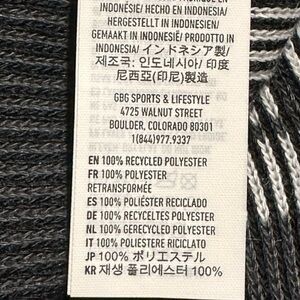 INDONÉSIE/ HECHO EN INDONESIA/
HERGESTELLT IN INDONESIEN/
GEMAAKT IN INDONESIË/ PRODOTTO IN
INDONESIA/ インドネシア製/
제조국: 인도네시아/ 印度
尼西亞(印尼)製造
GBG SPORTS & LIFESTYLE
4725 WALNUT STREET
BOULDER, COLORADO 80301
1(844)977.9337
EN 100% RECYCLED POLYESTER
FR 100% POLYESTER
RETRANSFORMÉE
ES 100% POLIÉSTER RICICLADO
DE 100% RECYCELTES POLYESTER
NL 100% GERECYCLED POLYESTER
IT 100% POLIESTERE RICICLATO
JP 100% ポリエステル
KR 재생 폴리에스터 100%